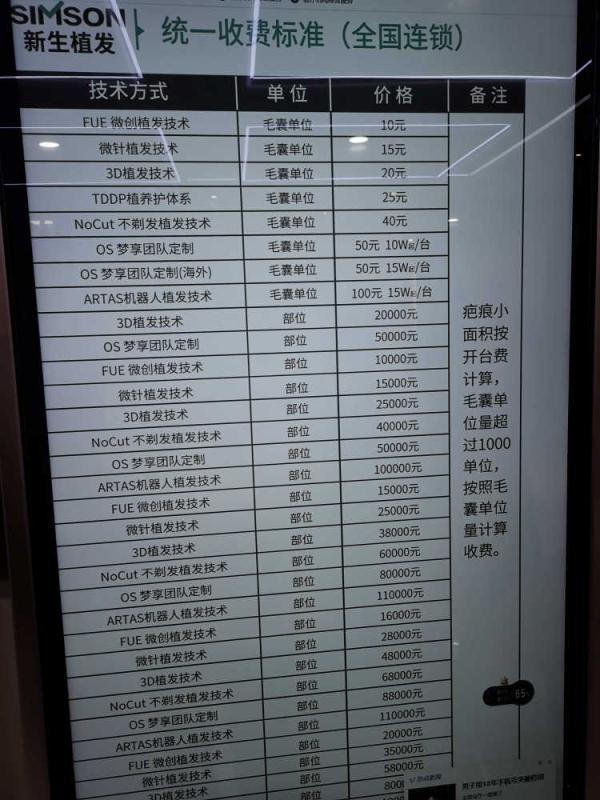 SIMSON
新生植发
统一收费标准（全国连锁）
技术方式 单位 价格 备注
FUE 微创植发技术 毛囊单位 10元
微针植发技术 毛囊单位 15元
3D植发技术 毛囊单位 20元
TDDP植养护体系 毛囊单位 25元
NoCut 不剃发植发技术 毛囊单位 40元
OS 梦享团队定制 毛囊单位 50元 10W起/台
OS 梦享团队定制(海外) 毛囊单位 50元 15W起/台
ARTAS机器人植发技术 毛囊单位 100元 15W起/台
3D植发技术 部位 20000元
OS 梦享团队定制 部位 50000元
FUE 微创植发技术 部位 10000元
微针植发技术 部位 15000元
3D植发技术 部位 25000元
NoCut 不剃发植发技术 部位 40000元
OS 梦享团队定制 部位 50000元
ARTAS机器人植发技术 部位 100000元
FUE 微创植发技术 部位 15000元
微针植发技术 部位 25000元
3D植发技术 部位 38000元
NoCut 不剃发植发技术 部位 60000元
OS 梦享团队定制 部位 80000元
ARTAS机器人植发技术 部位 110000元
FUE 微创植发技术 部位 16000元
微针植发技术 部位 28000元
3D植发技术 部位 48000元
NoCut 不剃发植发技术 部位 68000元
OS 梦享团队定制 部位 88000元
ARTAS机器人植发技术 部位 110000元
FUE 微创植发技术 部位 20000元
微针植发技术 部位 35000元
3D植发技术 部位 58000元
疤痕小
面积按
开台费
计算，
毛囊单
位量超
过1000
单位，
按照毛
囊单位
量计算
收费。